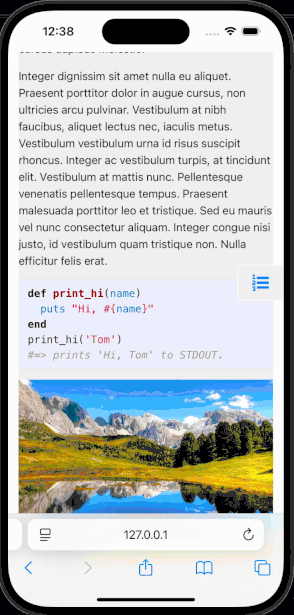 12:38
Integer dignissim sit amet nulla eu aliquet.
Praesent porttitor dolor in augue cursus, non
ultricies arcu pulvinar. Vestibulum at nibh
faucibus, aliquet lectus nec, iaculis metus.
Vestibulum vestibulum urna id risus suscipit
rhoncus. Integer ac vestibulum turpis, at tincidunt
elit. Vestibulum at mattis nunc. Pellentesque
venenatis pellentesque tempus. Praesent
malesuada porttitor leo et tristique. Sed eu mauris
vel nunc consectetur aliquam. Integer congue nisi
justo, id vestibulum quam tristique non. Nulla
efficitur felis erat.
def print_hi(name)
  puts "Hi, #{name}"
end
print_hi('Tom')
#=> prints 'Hi, Tom' to STDOUT.
127.0.0.1